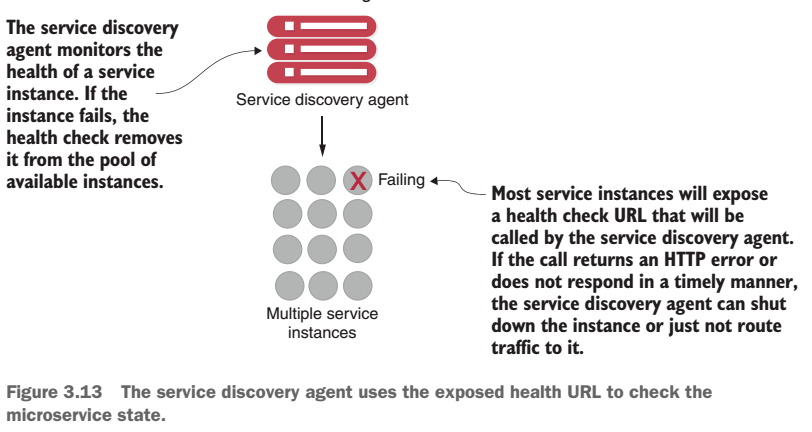 The service discovery
agent monitors the
health of a service
instance. If the
instance fails, the
health check removes
it from the pool of
available instances.
Service discovery agent
X Failing
Most service instances will expose
a health check URL that will be
called by the service discovery agent.
If the call returns an HTTP error or
does not respond in a timely manner,
the service discovery agent can shut
down the instance or just not route
traffic to it.
Multiple service
instances
Figure 3.13 The service discovery agent uses the exposed health URL to check the
microservice state.